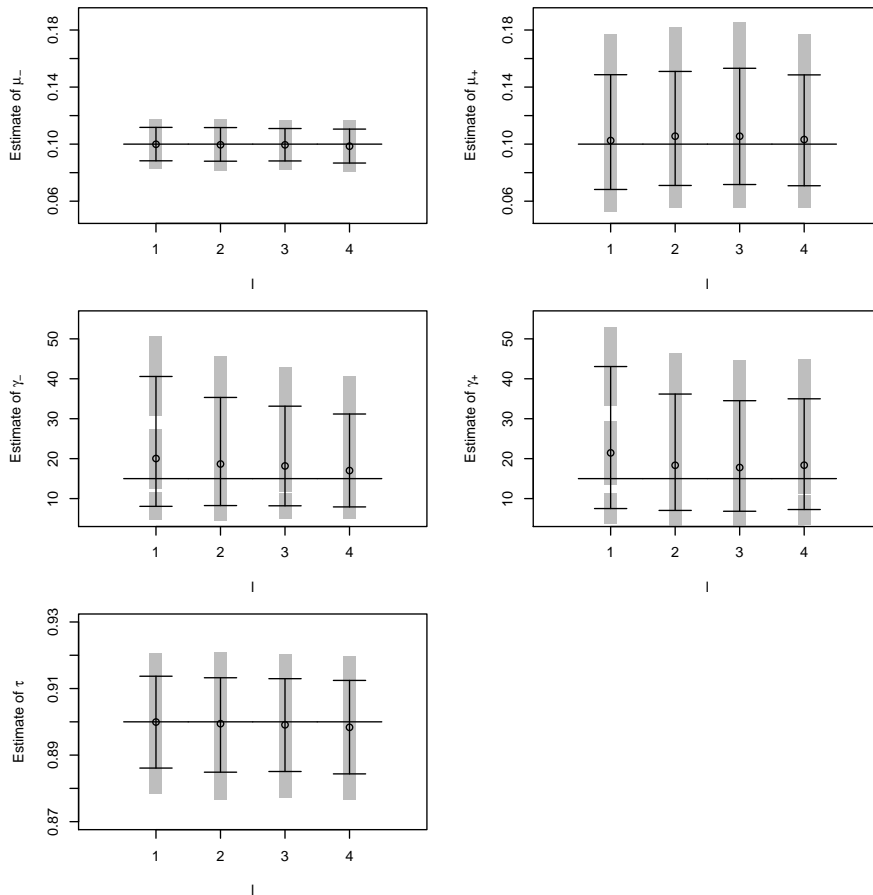 Estimate of μ₋
0.06 0.10 0.14 0.18
1 2 3 4
l
Estimate of μ₊
0.06 0.10 0.14 0.18
1 2 3 4
l
Estimate of γ₋
10 20 30 40 50
1 2 3 4
l
Estimate of γ₊
10 20 30 40 50
1 2 3 4
l
Estimate of τ
0.87 0.89 0.91 0.93
1 2 3 4
l